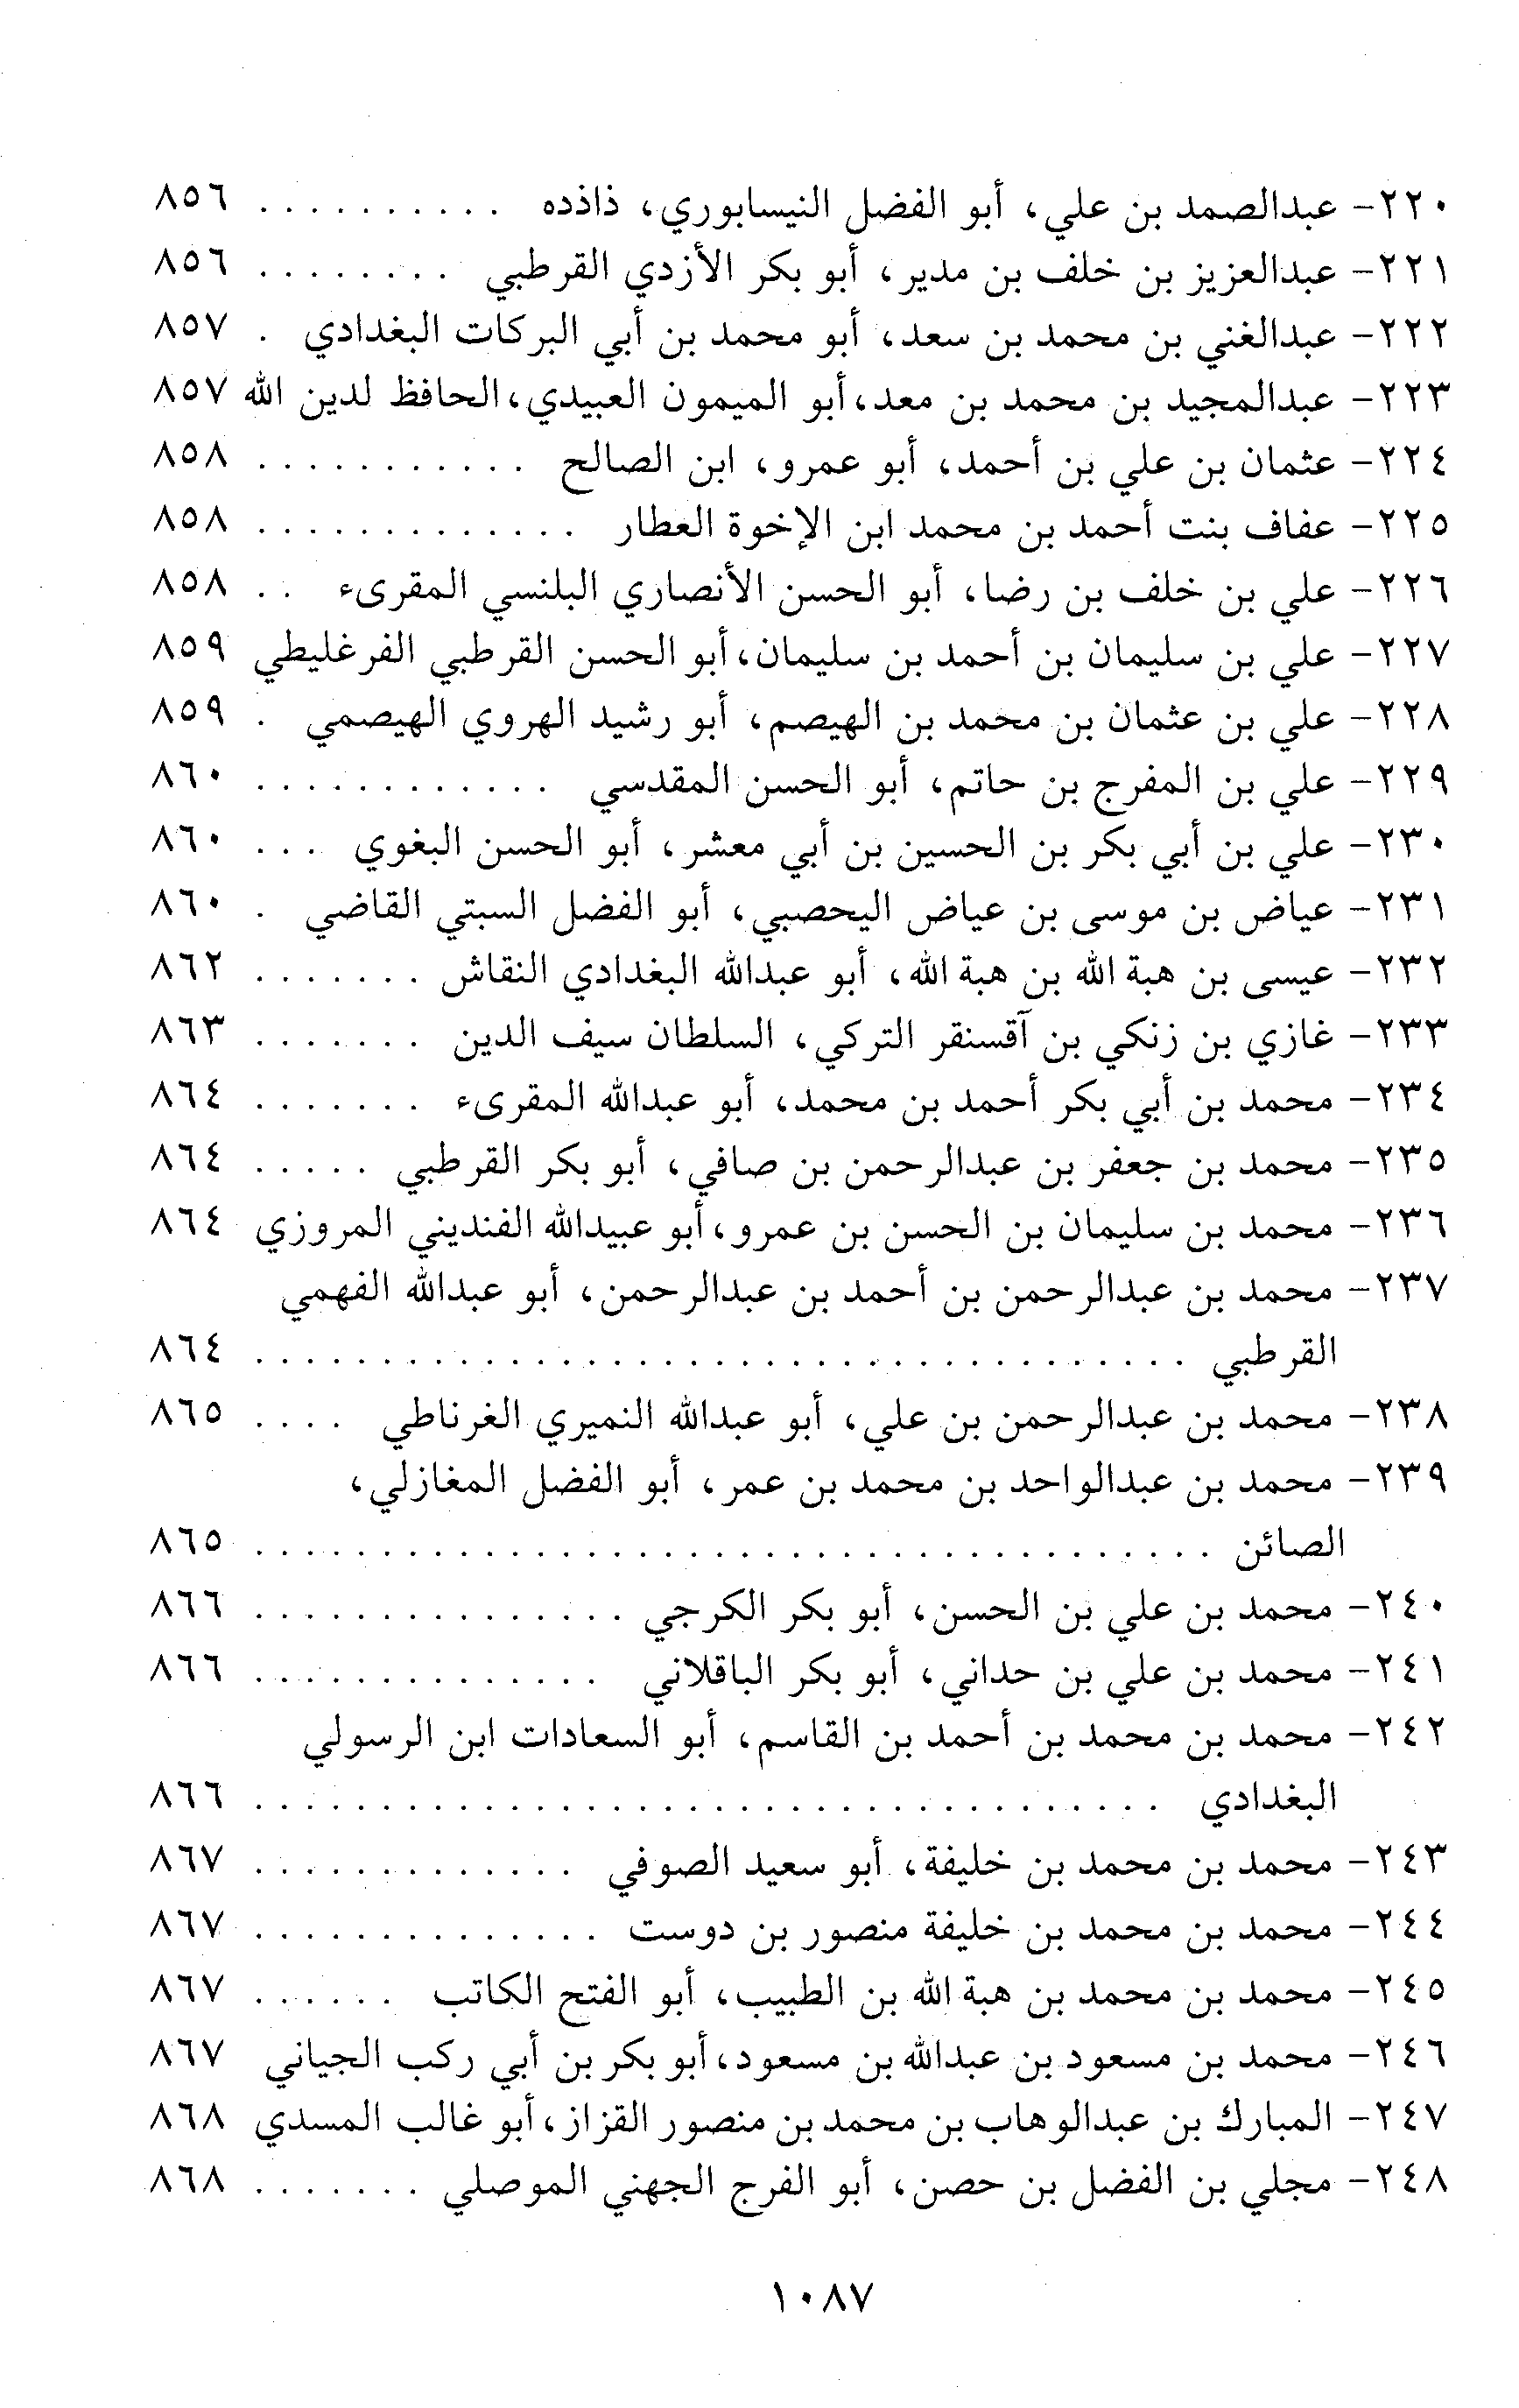 ٢٢٠- عبدالصمد بن علي، أبو الفضل النيسابوري، ذاذده . . . . . . . . . . ٨٥٦
٢٢١- عبدالعزيز بن خلف بن مدير، أبو بكر الأزدي القرطبي . . . . . . . . ٨٥٦
٢٢٢- عبدالغني بن محمد بن سعد، أبو محمد بن أبي البركات البغدادي . ٨٥٧
٢٢٣- عبدالمجيد بن محمد بن معد، أبو الميمون العبيدي، الحافظ لدين الله ٨٥٧
٢٢٤- عثمان بن علي بن أحمد، أبو عمرو، ابن الصالح . . . . . . . . . . . ٨٥٨
٢٢٥- عفاف بنت أحمد بن محمد ابن الإخوة العطار . . . . . . . . . . . . . ٨٥٨
٢٢٦- علي بن خلف بن رضا، أبو الحسن الأنصاري البلنسي المقرىء . . ٨٥٨
٢٢٧- علي بن سليمان بن أحمد بن سليمان، أبو الحسن القرطبي الفرغليطي ٨٥٩
٢٢٨- علي بن عثمان بن محمد بن الهيصم، أبو رشيد الهروي الهيصمي . ٨٥٩
٢٢٩- علي بن المفرج بن حاتم، أبو الحسن المقدسي . . . . . . . . . . . . ٨٦٠
٢٣٠- علي بن أبي بكر بن الحسين بن أبي معشر، أبو الحسن البغوي . . . ٨٦٠
٢٣١- عياض بن موسى بن عياض اليحصبي، أبو الفضل السبتي القاضي . ٨٦٠
٢٣٢- عيسى بن هبة الله بن هبة الله، أبو عبدالله البغدادي النقاش . . . . . . . ٨٦٢
٢٣٣- غازي بن زنكي بن آقسنقر التركي، السلطان سيف الدين . . . . . . . ٨٦٣
٢٣٤- محمد بن أبي بكر أحمد بن محمد، أبو عبدالله المقرىء . . . . . . . ٨٦٤
٢٣٥- محمد بن جعفر بن عبدالرحمن بن صافي، أبو بكر القرطبي . . . . . ٨٦٤
٢٣٦- محمد بن سليمان بن الحسن بن عمرو، أبو عبيدالله الفنديني المروزي ٨٦٤
٢٣٧- محمد بن عبدالرحمن بن أحمد بن عبدالرحمن، أبو عبدالله الفهمي
القرطبي . . . . . . . . . . . . . . . . . . . . . . . . . . . . . . . . . . . . . ٨٦٤
٢٣٨- محمد بن عبدالرحمن بن علي، أبو عبدالله النميري الغرناطي . . . . ٨٦٥
٢٣٩- محمد بن عبدالواحد بن محمد بن عمر، أبو الفضل المغازلي،
الصائن . . . . . . . . . . . . . . . . . . . . . . . . . . . . . . . . . . . . . . ٨٦٥
٢٤٠- محمد بن علي بن الحسن، أبو بكر الكرجي . . . . . . . . . . . . . . . ٨٦٦
٢٤١- محمد بن علي بن حداني، أبو بكر الباقلاني . . . . . . . . . . . . . . ٨٦٦
٢٤٢- محمد بن محمد بن أحمد بن القاسم، أبو السعادات ابن الرسولي
البغدادي . . . . . . . . . . . . . . . . . . . . . . . . . . . . . . . . . . . . ٨٦٦
٢٤٣- محمد بن محمد بن خليفة، أبو سعيد الصوفي . . . . . . . . . . . . . ٨٦٧
٢٤٤- محمد بن محمد بن خليفة منصور بن دوست . . . . . . . . . . . . . . ٨٦٧
٢٤٥- محمد بن محمد بن هبة الله بن الطبيب، أبو الفتح الكاتب . . . . . . ٨٦٧
٢٤٦- محمد بن مسعود بن عبدالله بن مسعود، أبو بكر بن أبي ركب الجياني ٨٦٧
٢٤٧- المبارك بن عبدالوهاب بن محمد بن منصور القزاز، أبو غالب المسدي ٨٦٨
٢٤٨- مجلي بن الفضل بن حصن، أبو الفرج الجهني الموصلي . . . . . . . ٨٦٨
١٠٨٧